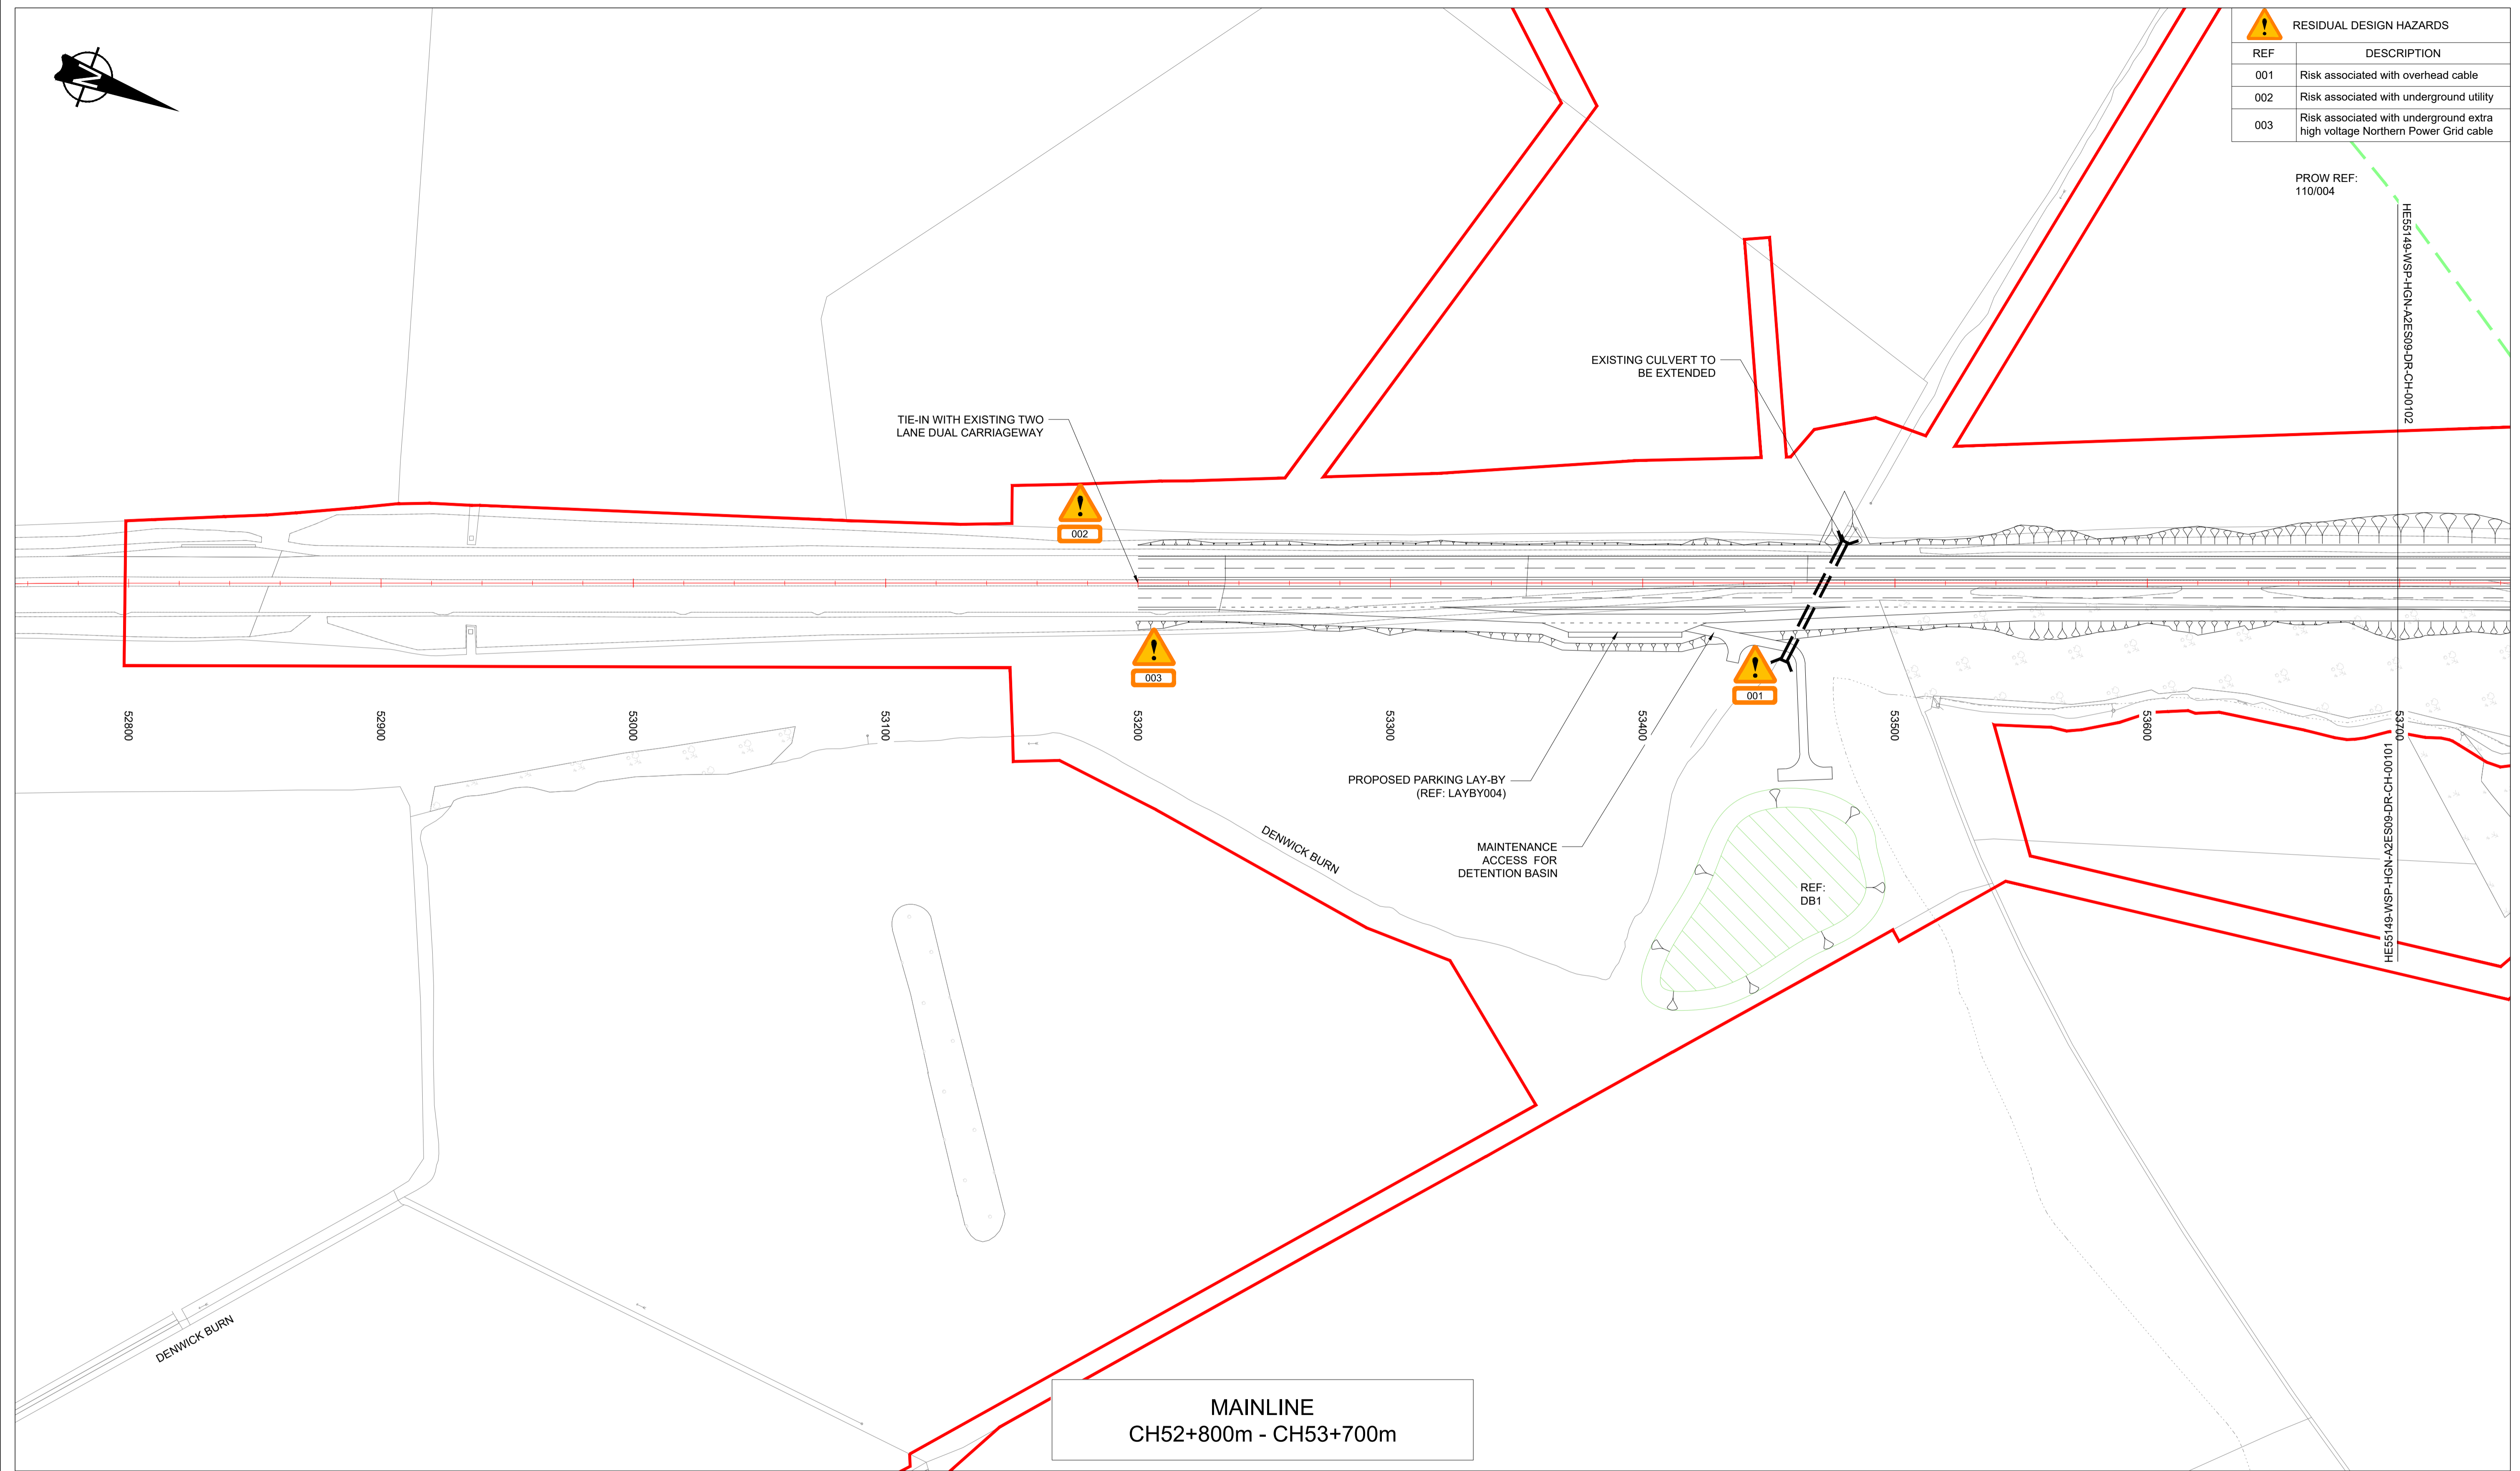 N
RESIDUAL DESIGN HAZARDS
REF DESCRIPTION
001 Risk associated with overhead cable
002 Risk associated with underground utility
003 Risk associated with underground extra
high voltage Northern Power Grid cable
PROW REF:
110/004
HE55149-WSP-HGN-A2ES09-DR-CH-00102
EXISTING CULVERT TO
BE EXTENDED
TIE-IN WITH EXISTING TWO
LANE DUAL CARRIAGEWAY
002
003
001
52800
52900
53000
53100
53200
53300
53400
53500
53600
53700
HE55149-WSP-HGN-A2ES09-DR-CH-00101
PROPOSED PARKING LAY-BY
(REF: LAYBY004)
DENWICK BURN
MAINTENANCE
ACCESS FOR
DETENTION BASIN
REF:
DB1
DENWICK BURN
MAINLINE
CH52+800m - CH53+700m